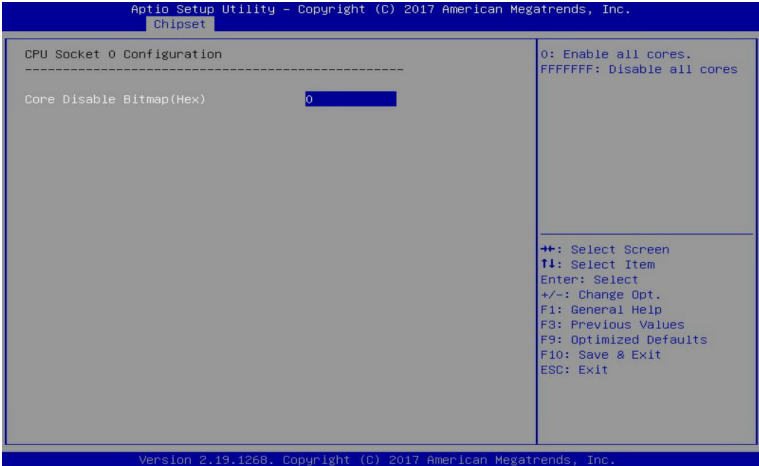 Aptio Setup Utility – Copyright (C) 2017 American Megatrends, Inc.
Chipset
CPU Socket 0 Configuration
--------------------------------------------------
Core Disable Bitmap(Hex) 0
0: Enable all cores.
FFFFFFF: Disable all cores
→←: Select Screen
↑↓: Select Item
Enter: Select
+/-: Change Opt.
F1: General Help
F3: Previous Values
F9: Optimized Defaults
F10: Save & Exit
ESC: Exit
Version 2.19.1268. Copyright (C) 2017 American Megatrends, Inc.